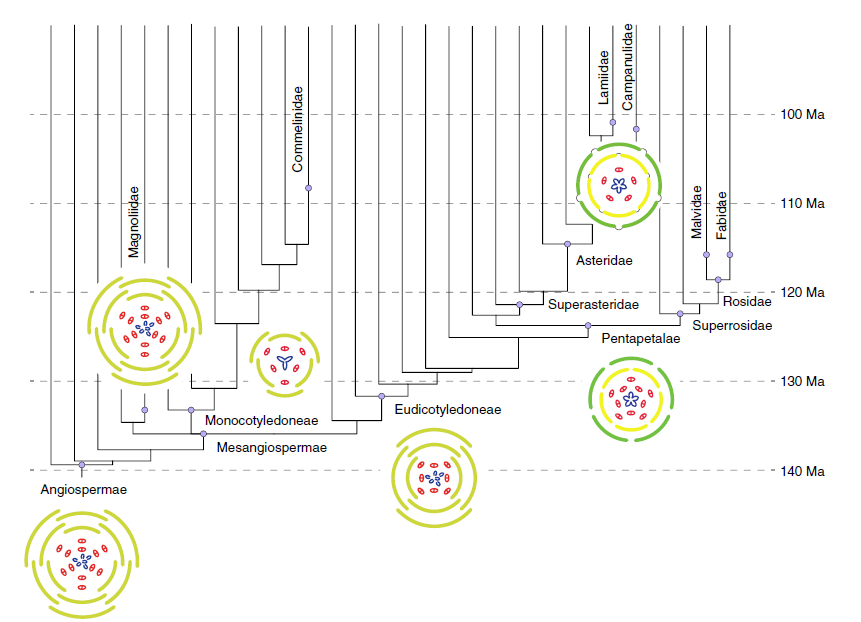 Lamiidae
Campanulidae
Commelinidae
100 Ma
Magnoliidae
Malvidae
Fabidae
110 Ma
Asteridae
120 Ma
Superasteridae
Rosidae
Superrosidae
Pentapetalae
130 Ma
Eudicotyledoneae
Monocotyledoneae
Mesangiospermae
140 Ma
Angiospermae